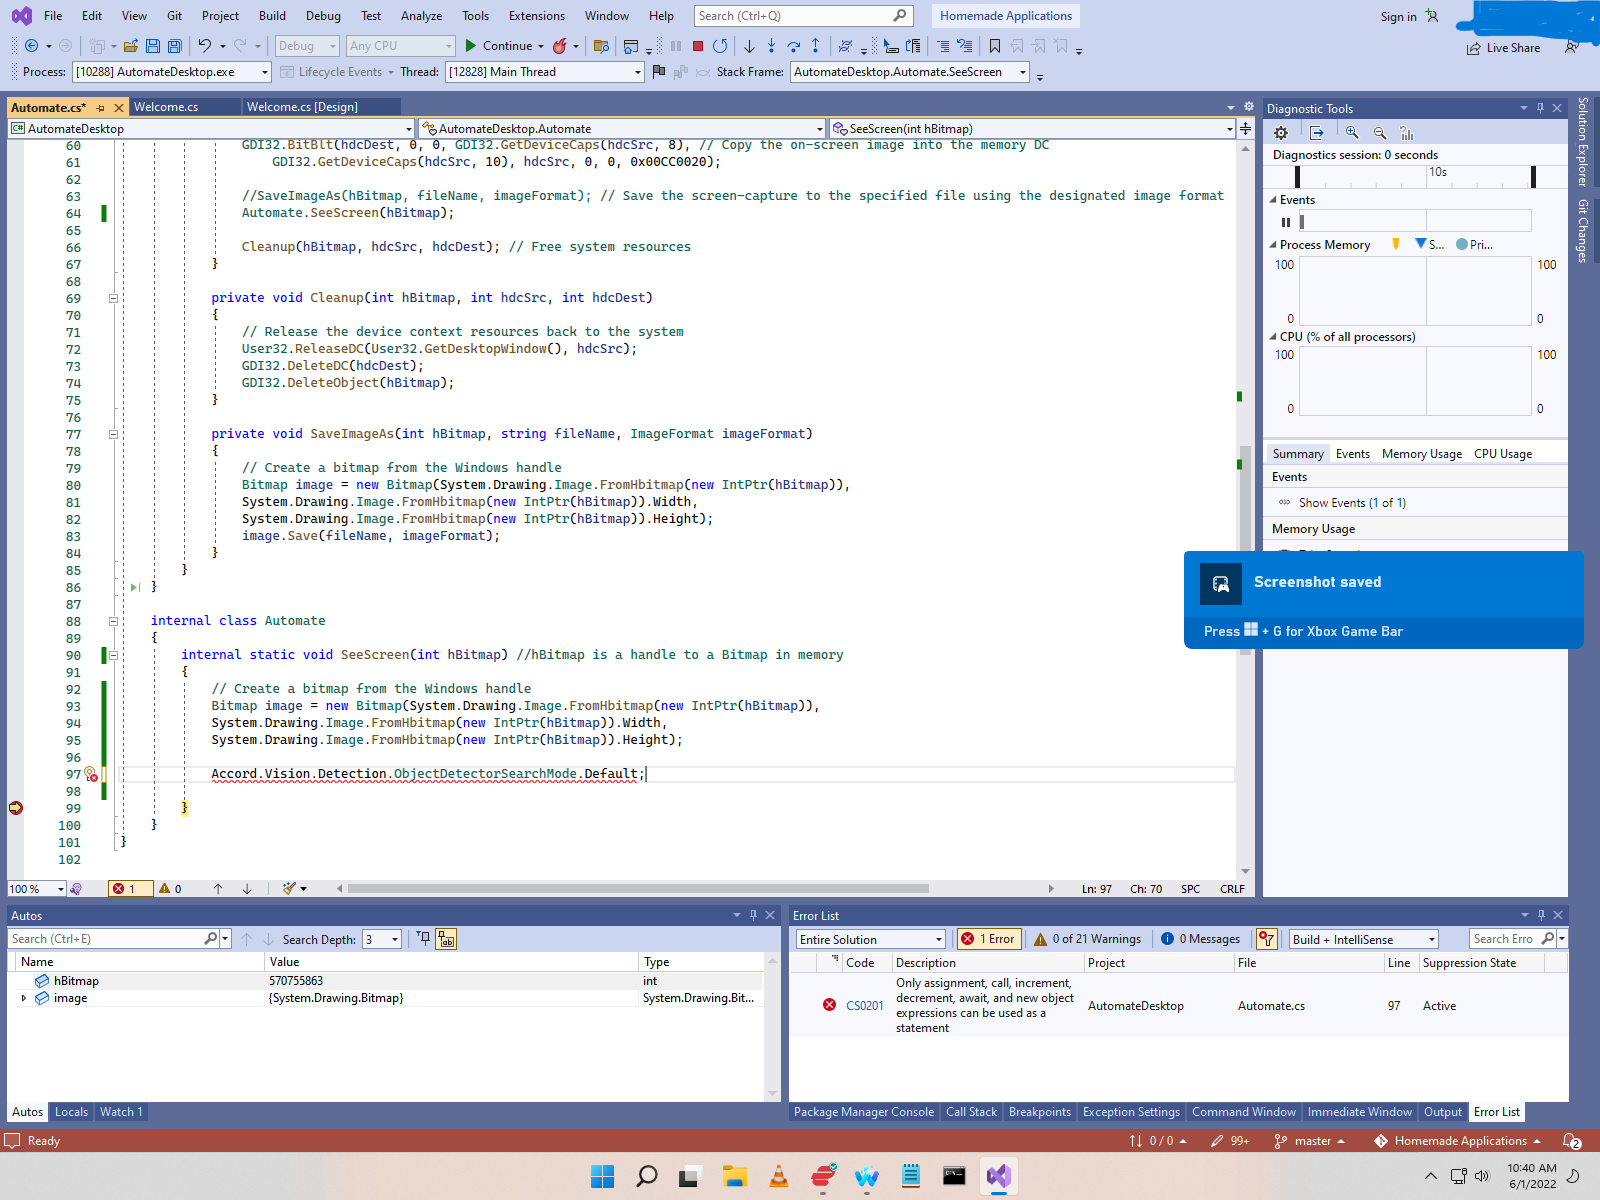 File Edit View Git Project Build Debug Test Analyze Tools Extensions Window Help Search (Ctrl+Q) Homemade Applications Sign in
Debug Any CPU Continue Live Share
Process: [10288] AutomateDesktop.exe Lifecycle Events Thread: [12828] Main Thread Stack Frame: AutomateDesktop.Automate.SeeScreen
Automate.cs* Welcome.cs Welcome.cs [Design]
AutomateDesktop AutomateDesktop.Automate SeeScreen(int hBitmap)
60 GDI32.BitBlt(hdcDest, 0, 0, GDI32.GetDeviceCaps(hdcSrc, 8), // Copy the on-screen image into the memory DC
61 GDI32.GetDeviceCaps(hdcSrc, 10), hdcSrc, 0, 0, 0x00CC0020);
62
63 //SaveImageAs(hBitmap, fileName, imageFormat); // Save the screen-capture to the specified file using the designated image format
64 Automate.SeeScreen(hBitmap);
65
66 Cleanup(hBitmap, hdcSrc, hdcDest); // Free system resources
67 }
68
69 private void Cleanup(int hBitmap, int hdcSrc, int hdcDest)
70 {
71 // Release the device context resources back to the system
72 User32.ReleaseDC(User32.GetDesktopWindow(), hdcSrc);
73 GDI32.DeleteDC(hdcDest);
74 GDI32.DeleteObject(hBitmap);
75 }
76
77 private void SaveImageAs(int hBitmap, string fileName, ImageFormat imageFormat)
78 {
79 // Create a bitmap from the Windows handle
80 Bitmap image = new Bitmap(System.Drawing.Image.FromHbitmap(new IntPtr(hBitmap)),
81 System.Drawing.Image.FromHbitmap(new IntPtr(hBitmap)).Width,
82 System.Drawing.Image.FromHbitmap(new IntPtr(hBitmap)).Height);
83 image.Save(fileName, imageFormat);
84 }
85 }
86 }
87
88 internal class Automate
89 {
90 internal static void SeeScreen(int hBitmap) //hBitmap is a handle to a Bitmap in memory
91 {
92 // Create a bitmap from the Windows handle
93 Bitmap image = new Bitmap(System.Drawing.Image.FromHbitmap(new IntPtr(hBitmap)),
94 System.Drawing.Image.FromHbitmap(new IntPtr(hBitmap)).Width,
95 System.Drawing.Image.FromHbitmap(new IntPtr(hBitmap)).Height);
96
97 Accord.Vision.Detection.ObjectDetectorSearchMode.Default;
98
99 }
100 }
101 }
102
100 % 1 0 Ln: 97 Ch: 70 SPC CRLF
Diagnostic Tools
Diagnostics session: 0 seconds
10s
Events
Process Memory S... Pri...
100 100
0 0
CPU (% of all processors)
100 100
0 0
Summary Events Memory Usage CPU Usage
Events
Show Events (1 of 1)
Memory Usage
Screenshot saved
Press + G for Xbox Game Bar
Solution Explorer
Git Changes
Autos
Search (Ctrl+E) Search Depth: 3
Name Value Type
hBitmap 570755863 int
image {System.Drawing.Bitmap} System.Drawing.Bit...
Autos Locals Watch 1
Error List
Entire Solution 1 Error 0 of 21 Warnings 0 Messages Build + IntelliSense Search Erro
Code Description Project File Line Suppression State
CS0201 Only assignment, call, increment, decrement, await, and new object expressions can be used as a statement AutomateDesktop Automate.cs 97 Active
Package Manager Console Call Stack Breakpoints Exception Settings Command Window Immediate Window Output Error List
Ready 0 / 0 99+ master Homemade Applications 2
10:40 AM
6/1/2022